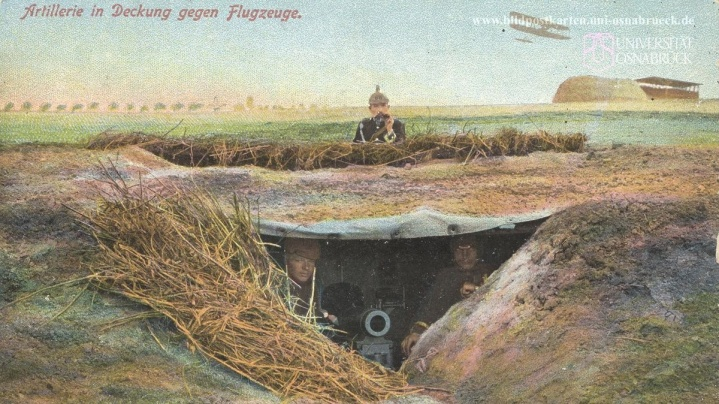 Artillerie in Deckung gegen Flugzeuge.
www.bildpostkarten.uni-osnabrueck.de
UNIVERSITÄT
OSNABRÜCK